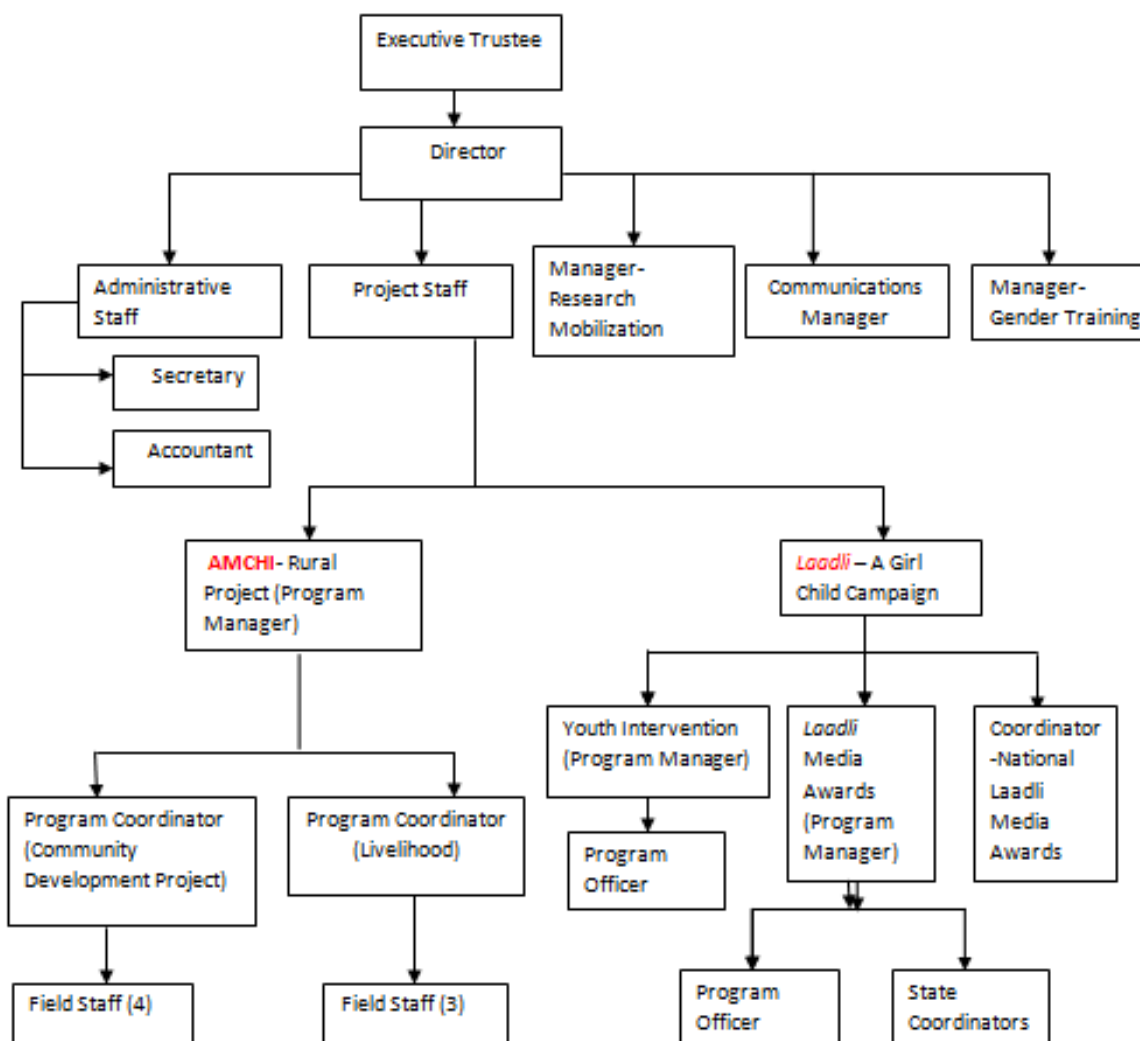 Executive Trustee
Director
Administrative
Staff
Project Staff
Manager-
Research
Mobilization
Communications
Manager
Manager-
Gender Training
Secretary
Accountant
AMCHI- Rural
Project (Program
Manager)
Laadli – A Girl
Child Campaign
Youth Intervention
(Program Manager)
Laadli
Media
Awards
(Program
Manager)
Coordinator
-National
Laadli
Media
Awards
Program Coordinator
(Community
Development Project)
Program Coordinator
(Livelihood)
Program
Officer
Field Staff (4)
Field Staff (3)
Program
Officer
State
Coordinators